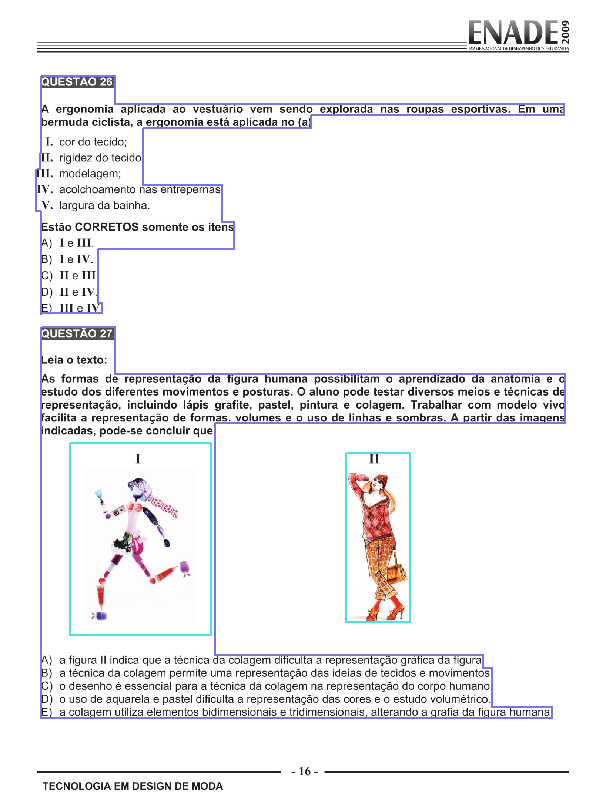 ENADE 2009
EXAME NACIONAL DE DESEMPENHO DOS ESTUDANTES
QUESTÃO 26
A ergonomia aplicada ao vestuário vem sendo explorada nas roupas esportivas. Em uma
bermuda ciclista, a ergonomia está aplicada no (a)
I. cor do tecido;
II. rigidez do tecido
III. modelagem;
IV. acolchoamento nas entrepernas
V. largura da bainha.
Estão CORRETOS somente os itens
A) I e III.
B) I e IV.
C) II e III
D) II e IV.
E) III e IV
QUESTÃO 27
Leia o texto:
As formas de representação da figura humana possibilitam o aprendizado da anatomia e o
estudo dos diferentes movimentos e posturas. O aluno pode testar diversos meios e técnicas de
representação, incluindo lápis grafite, pastel, pintura e colagem. Trabalhar com modelo vivo
facilita a representação de formas, volumes e o uso de linhas e sombras. A partir das imagens
indicadas, pode-se concluir que
I
II
A) a figura II indica que a técnica da colagem dificulta a representação gráfica da figura
B) a técnica da colagem permite uma representação das ideias de tecidos e movimentos
C) o desenho é essencial para a técnica da colagem na representação do corpo humano
D) o uso de aquarela e pastel dificulta a representação das cores e o estudo volumétrico.
E) a colagem utiliza elementos bidimensionais e tridimensionais, alterando a grafia da figura humana
- 16 -
TECNOLOGIA EM DESIGN DE MODA